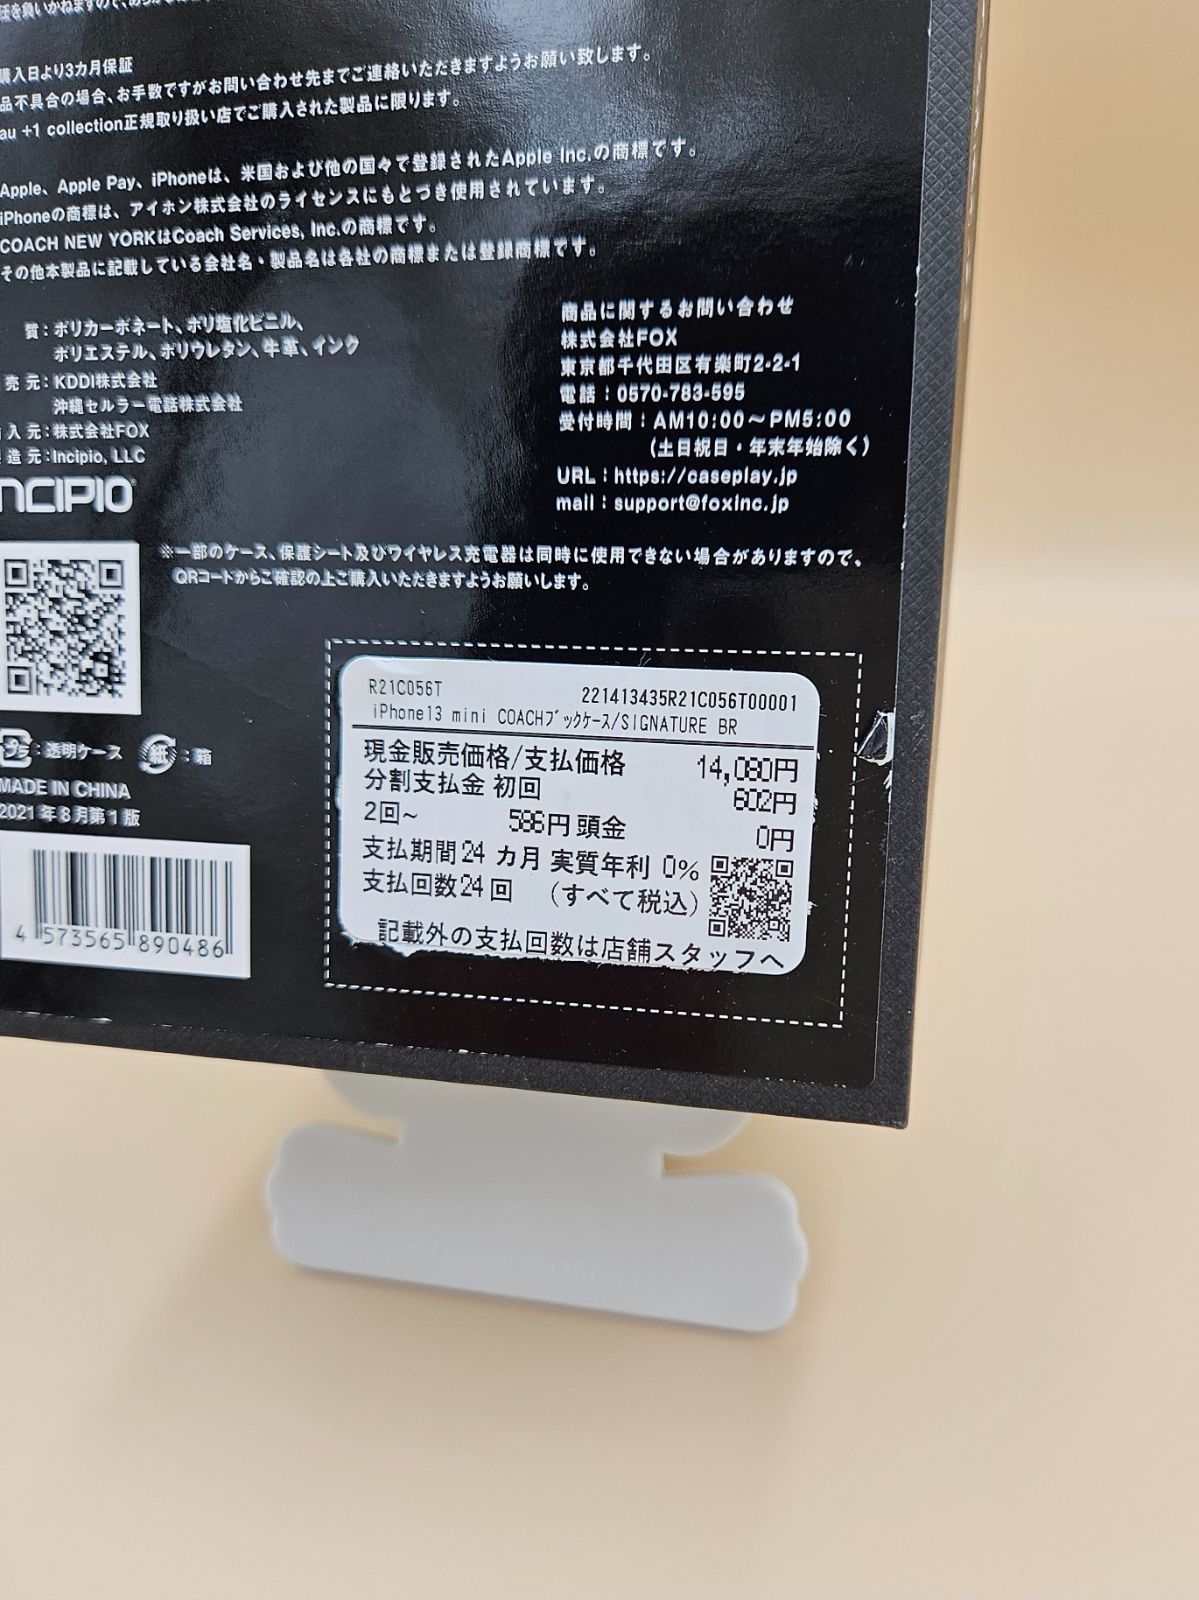 任を負いかねますので、あらか
購入日より3カ月保証
品不具合の場合、お手数ですがお問い合わせ先までご連絡いただきますようお願い致します。
au +1 collection正規取り扱い店でご購入された製品に限ります。
Apple、Apple Pay、iPhoneは、米国および他の国々で登録されたApple Inc.の商標です。
iPhoneの商標は、アイホン株式会社のライセンスにもとづき使用されています。
COACH NEW YORKはCoach Services, Inc.の商標です。
その他本製品に記載している会社名・製品名は各社の商標または登録商標です。
質：ポリカーボネート、ポリ塩化ビニル、
ポリエステル、ポリウレタン、牛革、インク
売元：KDDI株式会社
沖縄セルラー電話株式会社
入元：株式会社FOX
造元：Incipio, LLC
INCIPIO
商品に関するお問い合わせ
株式会社FOX
東京都千代田区有楽町2-2-1
電話：0570-783-595
受付時間：AM10:00～PM5:00
（土日祝日・年末年始除く）
URL：https://caseplay.jp
mail：support@foxinc.jp
※一部のケース、保護シート及びワイヤレス充電器は同時に使用できない場合がありますので、
QRコードからご確認の上ご購入いただきますようお願いします。
プラ：透明ケース 紙：箱
MADE IN CHINA
2021年8月第1版
4 573565 890486
R21C056T 221413435R21C056T00001
iPhone13 mini COACHﾌﾞｯｸｹｰｽ/SIGNATURE BR
現金販売価格/支払価格 14,080円
分割支払金 初回 602円
2回~ 586円 頭金 0円
支払期間24 カ月 実質年利 0%
支払回数24 回 (すべて税込)
記載外の支払回数は店舗スタッフへ